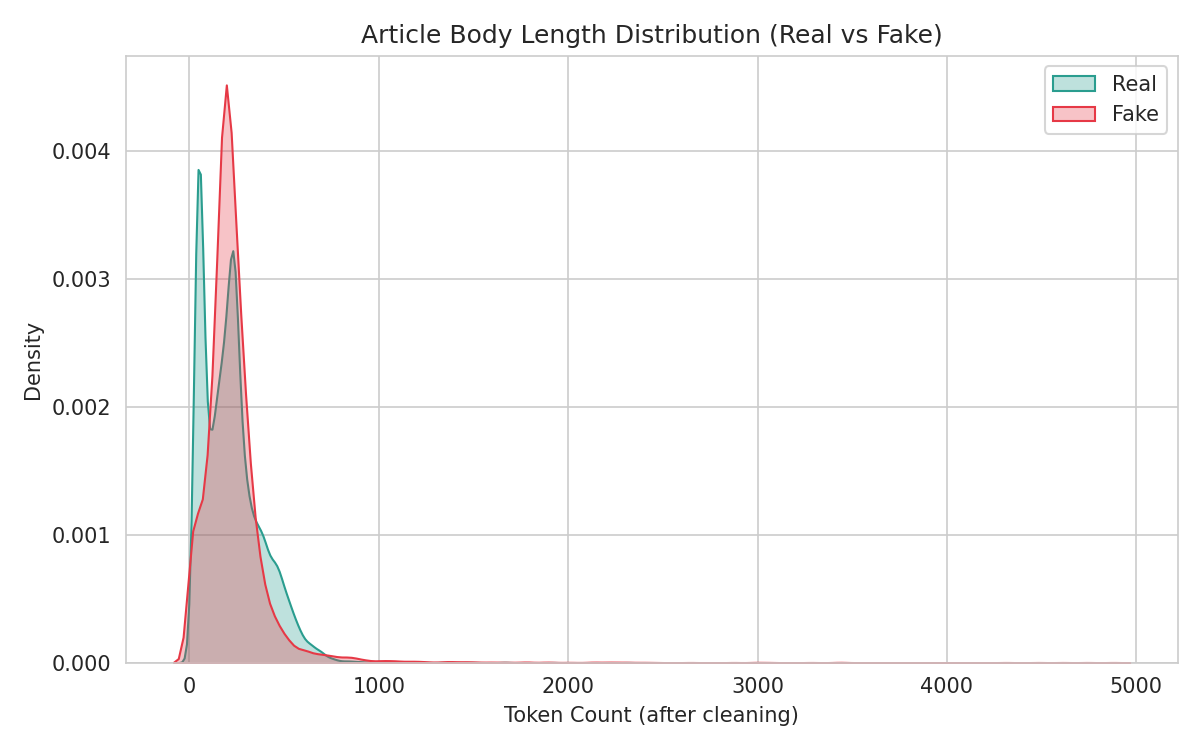 Article Body Length Distribution (Real vs Fake)
Real
Fake
0.004
0.003
0.002
0.001
0.000
Density
0
1000
2000
3000
4000
5000
Token Count (after cleaning)